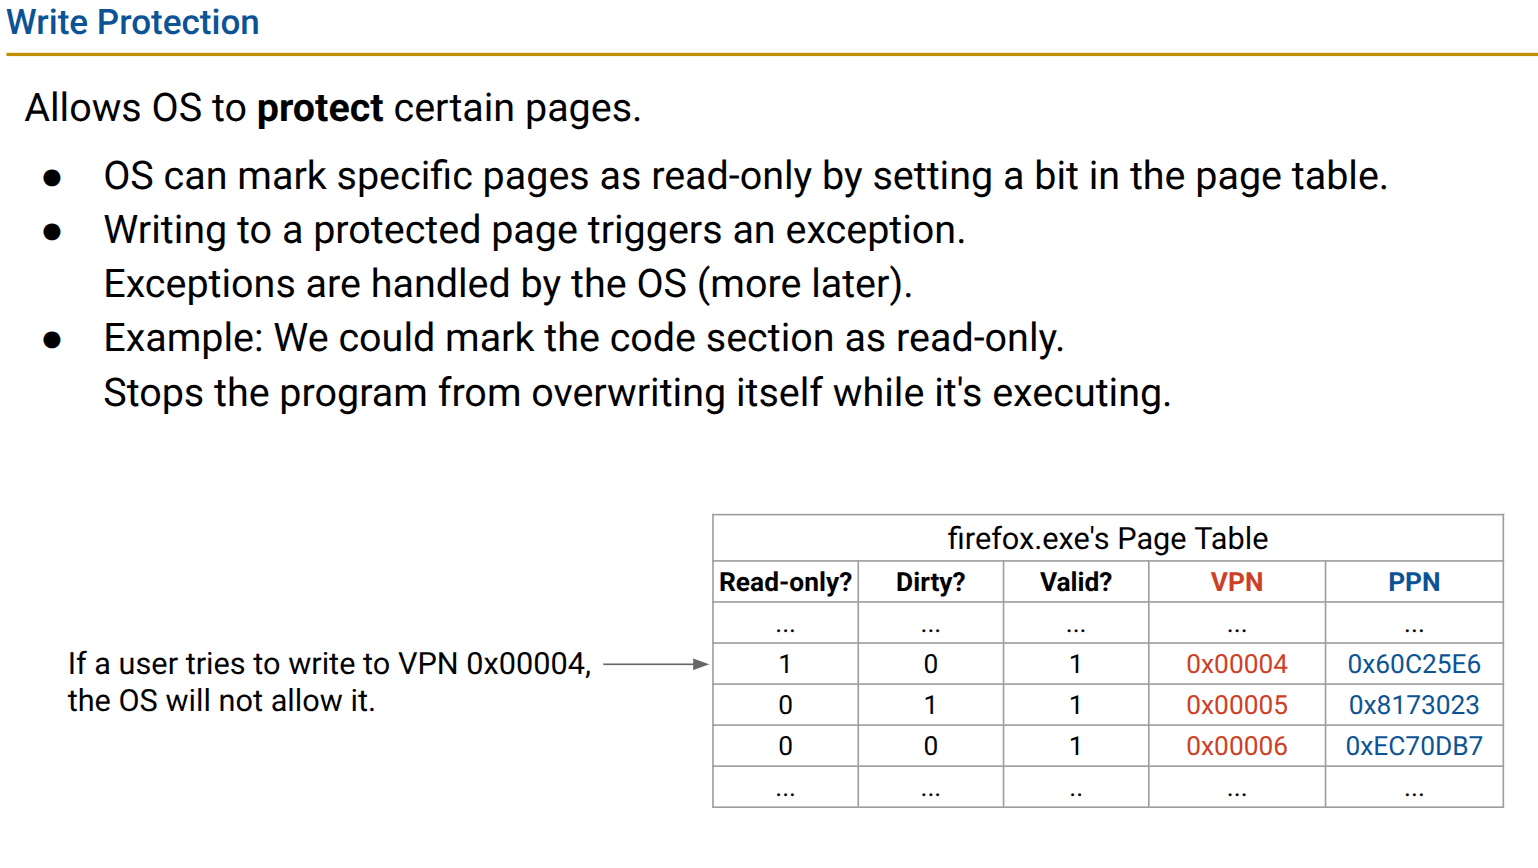 Write Protection
Allows OS to protect certain pages.
● OS can mark specific pages as read-only by setting a bit in the page table.
● Writing to a protected page triggers an exception.
Exceptions are handled by the OS (more later).
● Example: We could mark the code section as read-only.
Stops the program from overwriting itself while it's executing.
If a user tries to write to VPN 0x00004,
the OS will not allow it.
firefox.exe's Page Table
Read-only? Dirty? Valid? VPN PPN
... ... ... ... ...
1 0 1 0x00004 0x60C25E6
0 1 1 0x00005 0x8173023
0 0 1 0x00006 0xEC70DB7
... ... .. ... ...